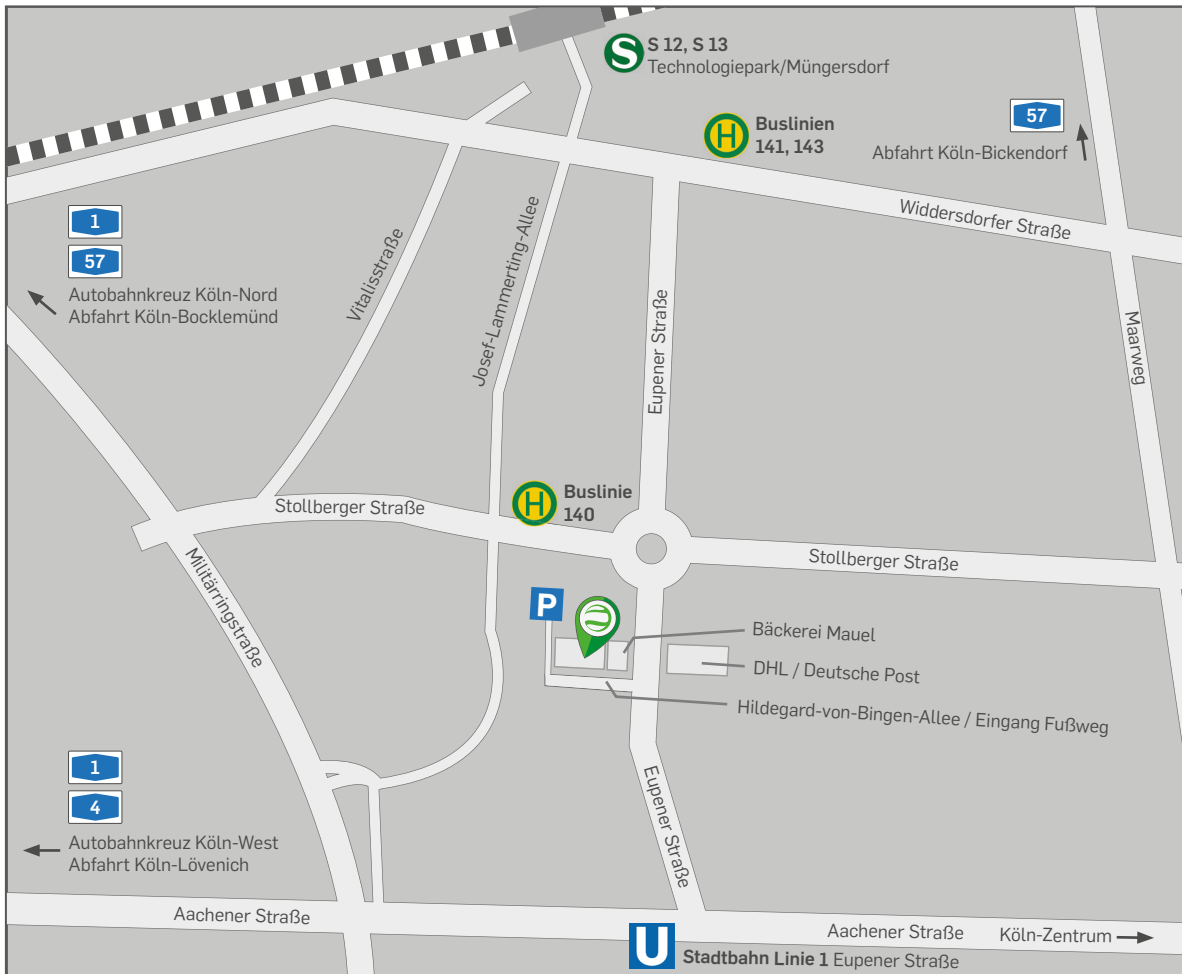 S
S 12, S 13
Technologiepark/Müngersdorf
57
Abfahrt Köln-Bickendorf
H
Buslinien
141, 143
Widdersdorfer Straße
1
57
Autobahnkreuz Köln-Nord
Abfahrt Köln-Bocklemünd
Vitalisstraße
Josef-Lammerting-Allee
Eupener Straße
Maarweg
H
Buslinie
140
Stollberger Straße
Stollberger Straße
Militärringstraße
P
Bäckerei Mauel
DHL / Deutsche Post
Hildegard-von-Bingen-Allee / Eingang Fußweg
1
4
Autobahnkreuz Köln-West
Abfahrt Köln-Lövenich
Eupener Straße
Aachener Straße
Aachener Straße
Köln-Zentrum
U
Stadtbahn Linie 1 Eupener Straße